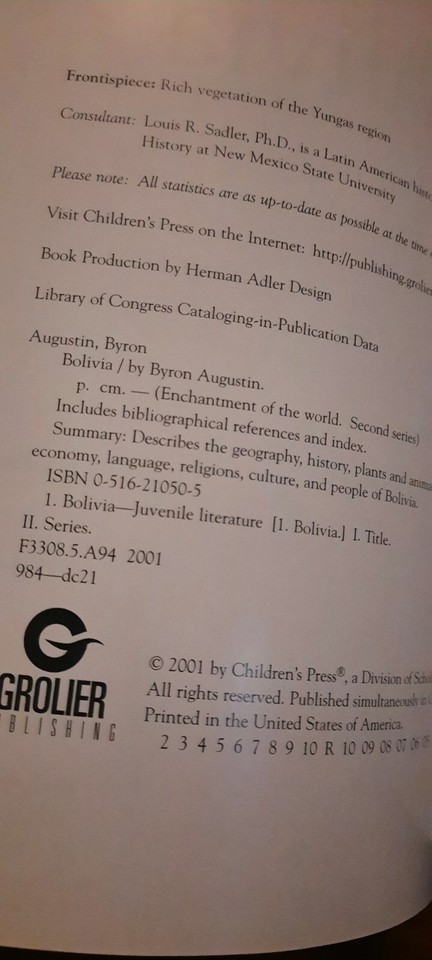 Frontispiece: Rich vegetation of the Yungas region
Consultant: Louis R. Sadler, Ph.D., is a Latin American
History at New Mexico State University
Please note: All statistics are as up-to-date as possible at the time
Visit Children's Press on the Internet: http://publishing.grolier
Book Production by Herman Adler Design
Library of Congress Cataloging-in-Publication Data
Augustin, Byron
Bolivia / by Byron Augustin.
p. cm. — (Enchantment of the world. Second series)
Includes bibliographical references and index.
Summary: Describes the geography, history, plants and
economy, language, religions, culture, and people of Bolivia.
ISBN 0-516-21050-5
1. Bolivia—Juvenile literature [1. Bolivia.] I. Title.
II. Series.
F3308.5.A94 2001
984—dc21
GROLIER
BLISHING
© 2001 by Children's Press®, a Division of
All rights reserved. Published simultaneously in
Printed in the United States of America.
2 3 4 5 6 7 8 9 10 R 10 09 08 07 06 05